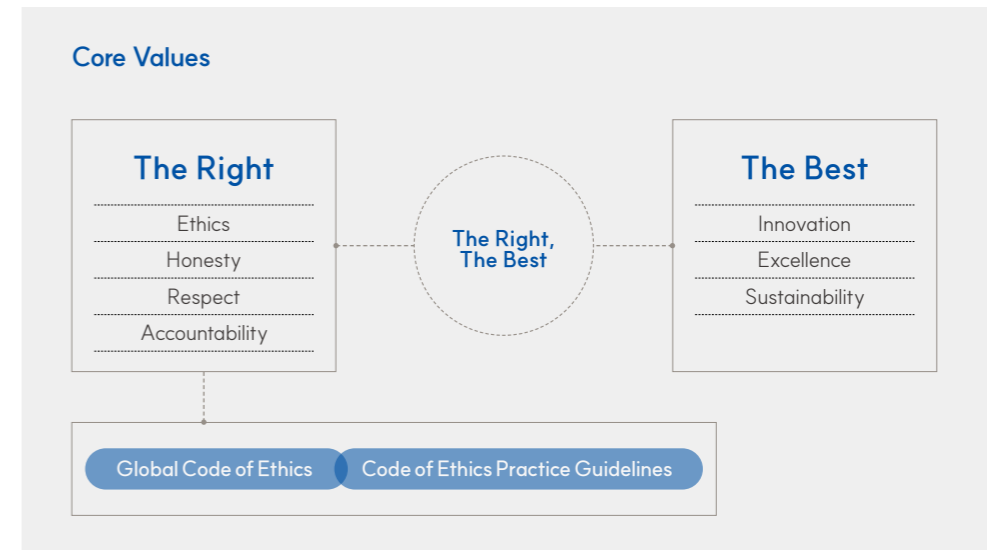 Core Values
The Right
Ethics
Honesty
Respect
Accountability
The Right,
The Best
The Best
Innovation
Excellence
Sustainability
Global Code of Ethics
Code of Ethics Practice Guidelines